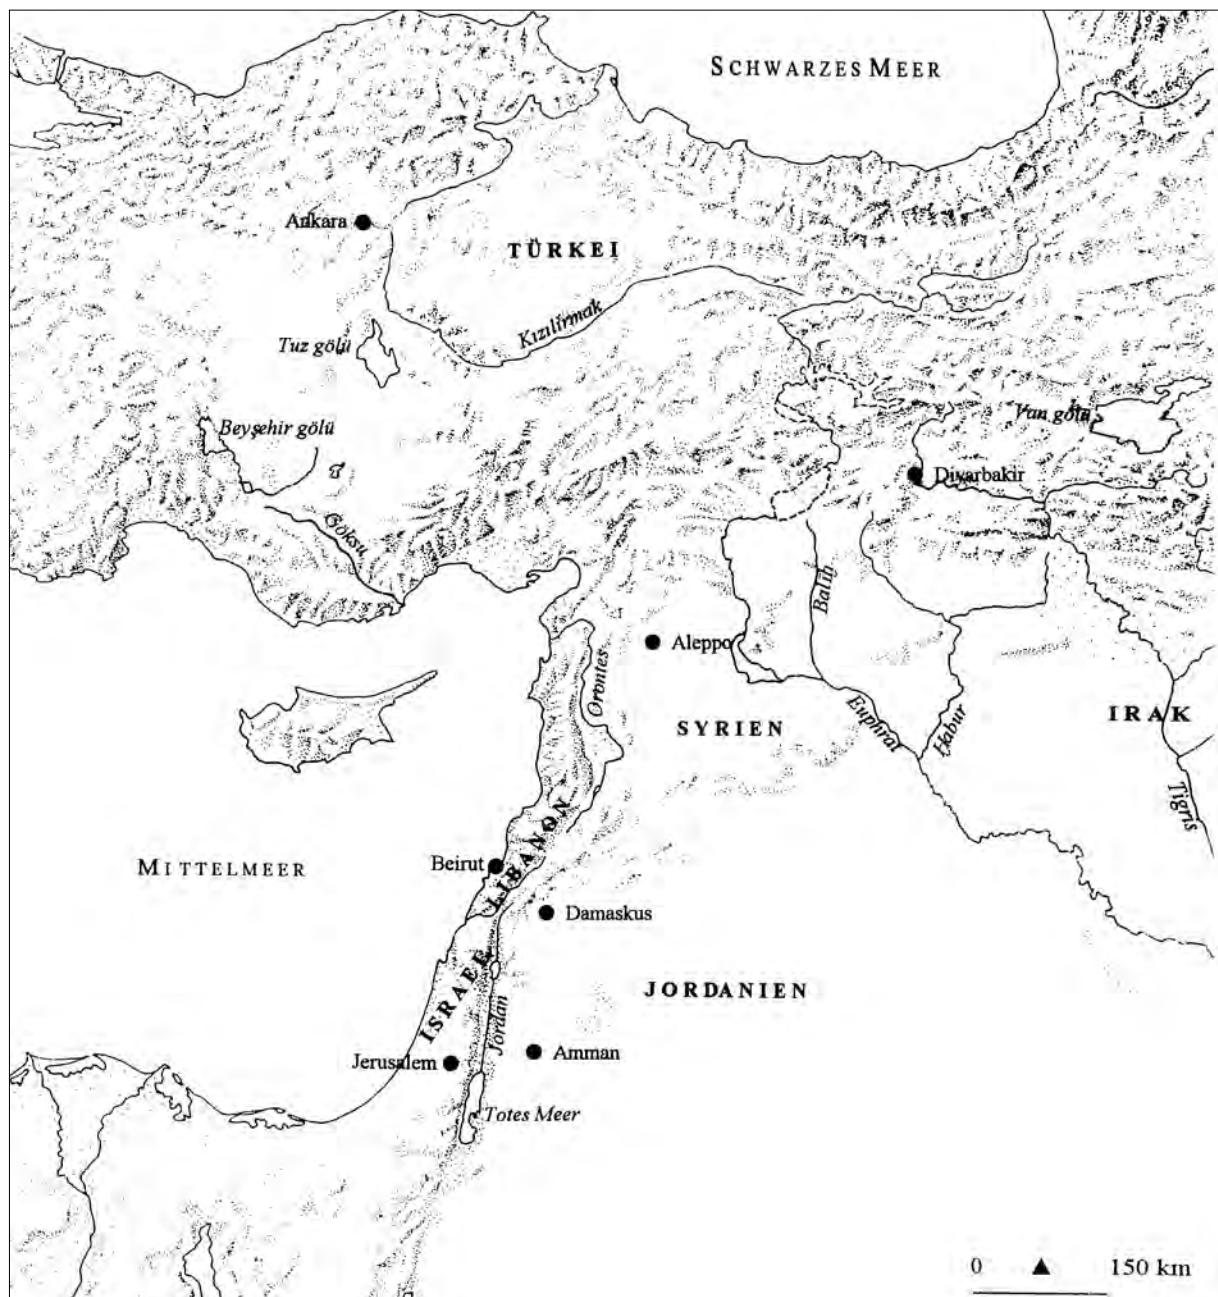 SCHWARZES MEER
Ankara
TÜRKEI
Kızılırmak
Tuz gölü
Beyşehir gölü
Van gölü
Diyarbakir
Göksu
Balih
Aleppo
Orontes
SYRIEN
Euphrat
Habur
IRAK
Tigris
LIBANON
Beirut
MITTELMEER
Damaskus
ISRAEL
JORDANIEN
Jordan
Jerusalem
Amman
Totes Meer
0 150 km